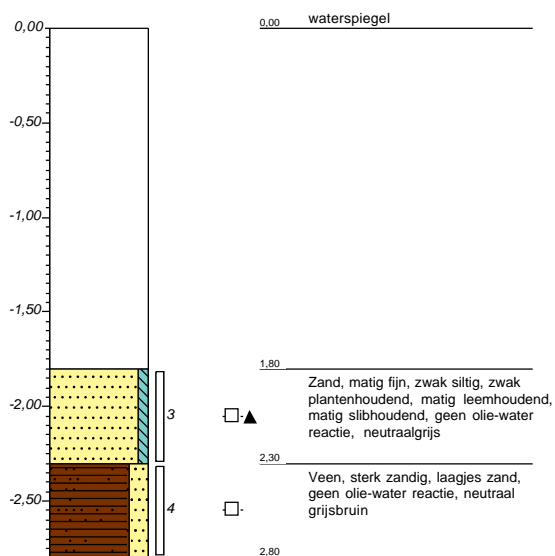 0,00
waterspiegel
0,00
-0,50
-1,00
-1,50
1,80
Zand, matig fijn, zwak siltig, zwak
plantenhoudend, matig leemhoudend,
matig slibhoudend, geen olie-water
reactie, neutraalgrijs
-2,00
3
2,30
Veen, sterk zandig, laagjes zand,
geen olie-water reactie, neutraal
grijsbruin
-2,50
4
2,80